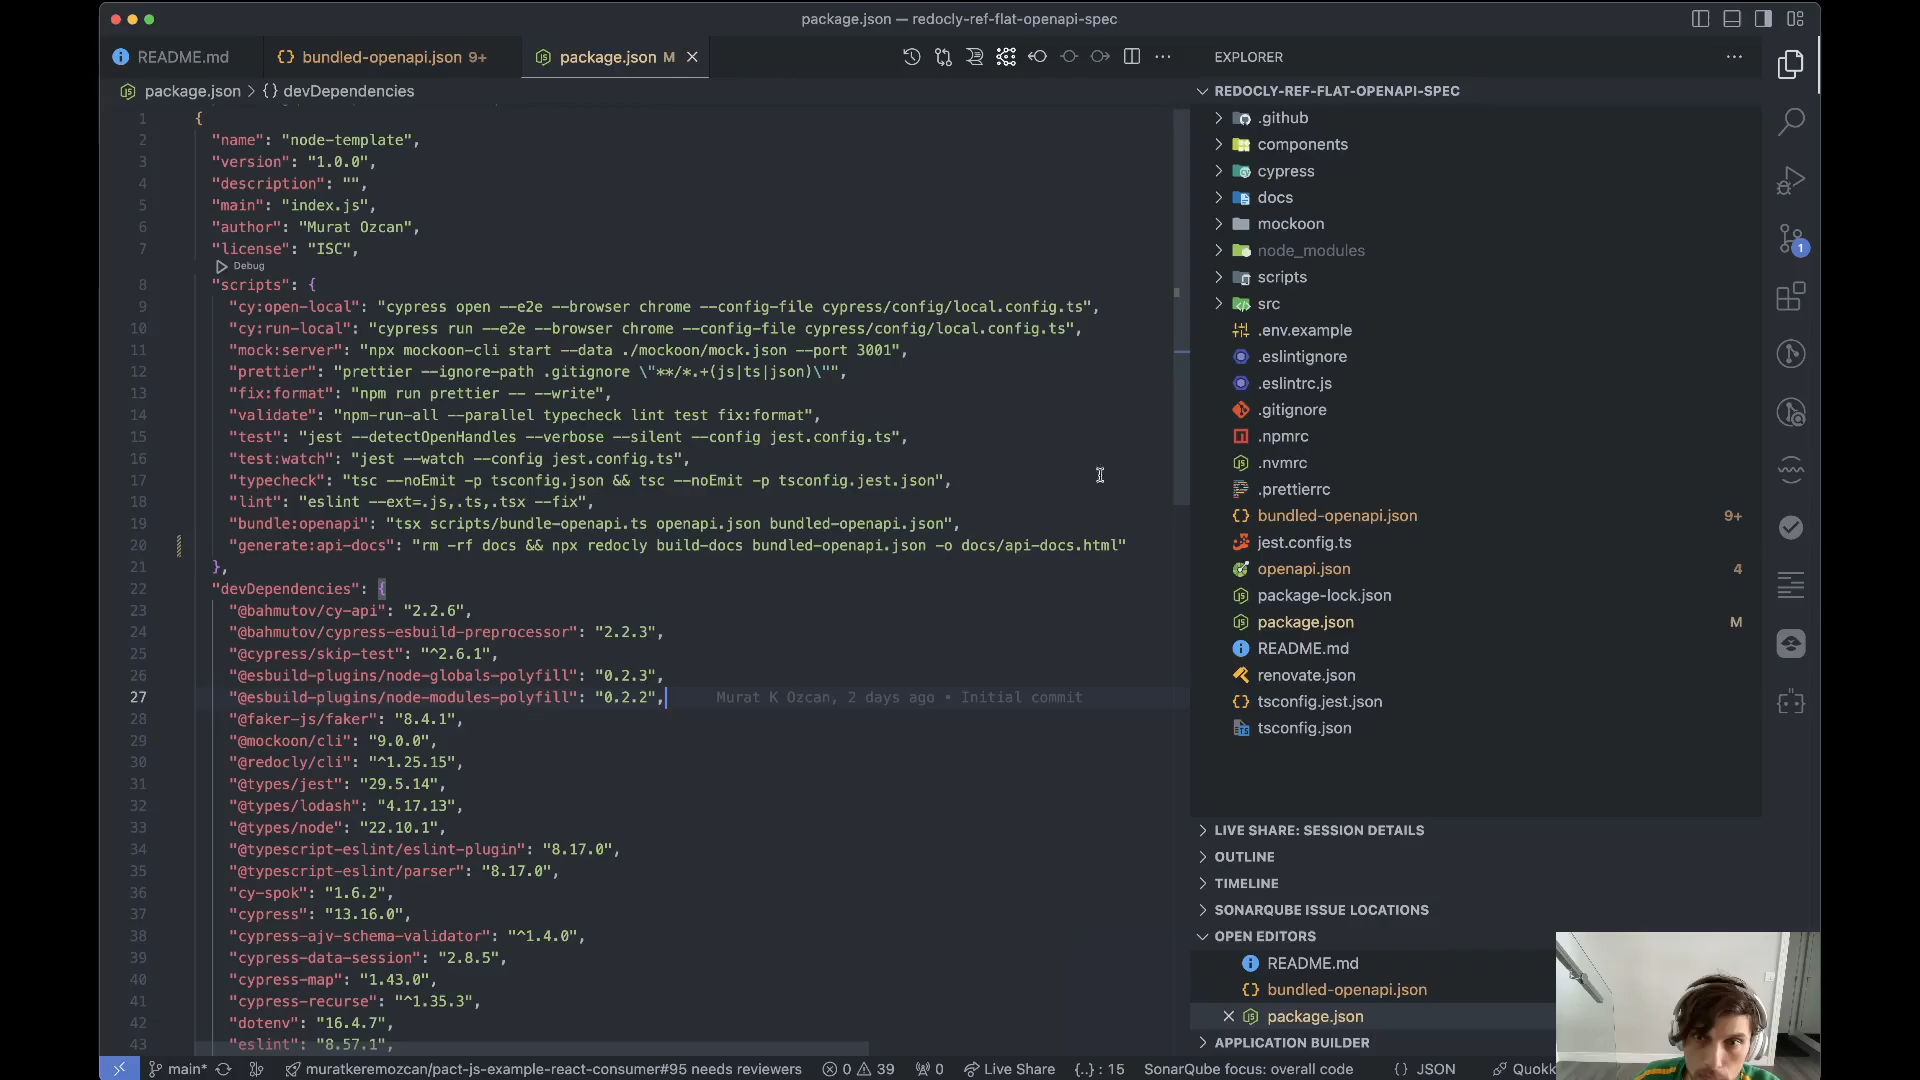 package.json — redocly-ref-flat-openapi-spec
README.md
bundled-openapi.json 9+
package.json M
EXPLORER
package.json > {} devDependencies
1 {
2 "name": "node-template",
3 "version": "1.0.0",
4 "description": "",
5 "main": "index.js",
6 "author": "Murat Ozcan",
7 "license": "ISC",
Debug
8 "scripts": {
9 "cy:open-local": "cypress open --e2e --browser chrome --config-file cypress/config/local.config.ts",
10 "cy:run-local": "cypress run --e2e --browser chrome --config-file cypress/config/local.config.ts",
11 "mock:server": "npx mockoon-cli start --data ./mockoon/mock.json --port 3001",
12 "prettier": "prettier --ignore-path .gitignore \"**/*.+(js|ts|json)\"",
13 "fix:format": "npm run prettier -- --write",
14 "validate": "npm-run-all --parallel typecheck lint test fix:format",
15 "test": "jest --detectOpenHandles --verbose --silent --config jest.config.ts",
16 "test:watch": "jest --watch --config jest.config.ts",
17 "typecheck": "tsc --noEmit -p tsconfig.json && tsc --noEmit -p tsconfig.jest.json",
18 "lint": "eslint --ext=.js,.ts,.tsx --fix",
19 "bundle:openapi": "tsx scripts/bundle-openapi.ts openapi.json bundled-openapi.json",
20 "generate:api-docs": "rm -rf docs && npx redocly build-docs bundled-openapi.json -o docs/api-docs.html"
21 },
22 "devDependencies": {
23 "@bahmutov/cy-api": "2.2.6",
24 "@bahmutov/cypress-esbuild-preprocessor": "2.2.3",
25 "@cypress/skip-test": "^2.6.1",
26 "@esbuild-plugins/node-globals-polyfill": "0.2.3",
27 "@esbuild-plugins/node-modules-polyfill": "0.2.2", Murat K Ozcan, 2 days ago • Initial commit
28 "@faker-js/faker": "8.4.1",
29 "@mockoon/cli": "9.0.0",
30 "@redocly/cli": "^1.25.15",
31 "@types/jest": "29.5.14",
32 "@types/lodash": "4.17.13",
33 "@types/node": "22.10.1",
34 "@typescript-eslint/eslint-plugin": "8.17.0",
35 "@typescript-eslint/parser": "8.17.0",
36 "cy-spok": "1.6.2",
37 "cypress": "13.16.0",
38 "cypress-ajv-schema-validator": "^1.4.0",
39 "cypress-data-session": "2.8.5",
40 "cypress-map": "1.43.0",
41 "cypress-recurse": "^1.35.3",
42 "dotenv": "16.4.7",
43 "eslint": "8.57.1",
REDOCLY-REF-FLAT-OPENAPI-SPEC
.github
components
cypress
docs
mockoon
node_modules
scripts
src
.env.example
.eslintignore
.eslintrc.js
.gitignore
.npmrc
.nvmrc
.prettierrc
bundled-openapi.json 9+
jest.config.ts
openapi.json 4
package-lock.json
package.json M
README.md
renovate.json
tsconfig.jest.json
tsconfig.json
LIVE SHARE: SESSION DETAILS
OUTLINE
TIMELINE
SONARQUBE ISSUE LOCATIONS
OPEN EDITORS
README.md
bundled-openapi.json
package.json
APPLICATION BUILDER
1
main* muratkeremozcan/pact-js-example-react-consumer#95 needs reviewers 0 39 0 Live Share {..} : 15 SonarQube focus: overall code {} JSON Quokk